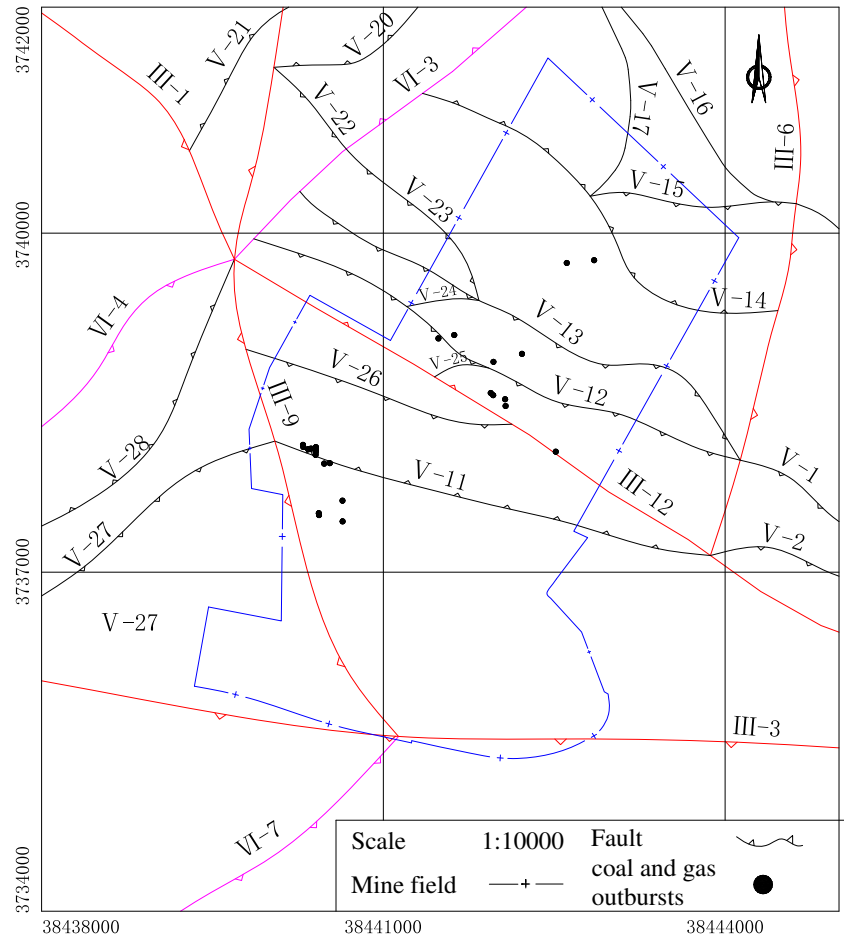 3742000
V-21
V-20
III-1
VI-3
V-22
V-17
V-16
III-6
V-15
V-23
3740000
V-24
V-14
VI-4
V-13
V-25
V-26
V-12
III-9
V-28
V-11
V-1
III-12
V-27
V-2
3737000
V-27
III-3
VI-7
Scale 1:10000 Fault
Mine field coal and gas
outbursts
3734000
38438000 38441000 38444000